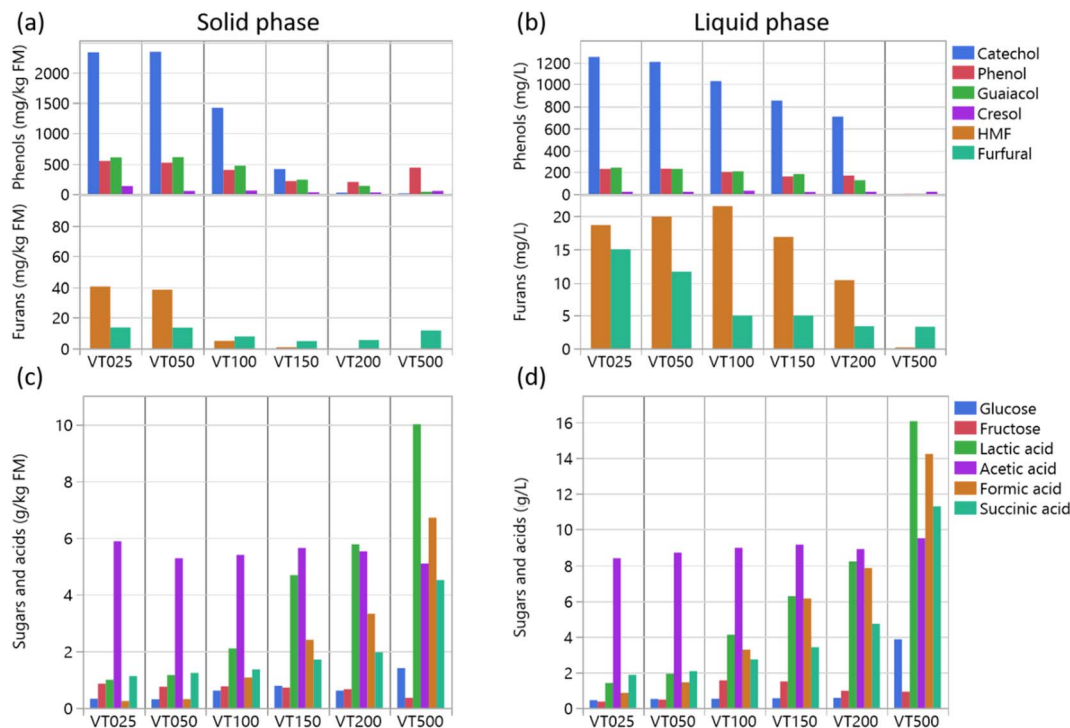 (a)
Solid phase
(b)
Liquid phase
Phenols (mg/kg FM)
2000
1500
1000
500
0
Furans (mg/kg FM)
80
60
40
20
0
VT025 VT050 VT100 VT150 VT200 VT500
Phenols (mg/L)
1200
1000
800
600
400
200
0
Furans (mg/L)
20
15
10
5
0
VT025 VT050 VT100 VT150 VT200 VT500
Catechol
Phenol
Guaiacol
Cresol
HMF
Furfural
(c)
Sugars and acids (g/kg FM)
10
8
6
4
2
0
VT025 VT050 VT100 VT150 VT200 VT500
(d)
Sugars and acids (g/L)
16
14
12
10
8
6
4
2
0
VT025 VT050 VT100 VT150 VT200 VT500
Glucose
Fructose
Lactic acid
Acetic acid
Formic acid
Succinic acid